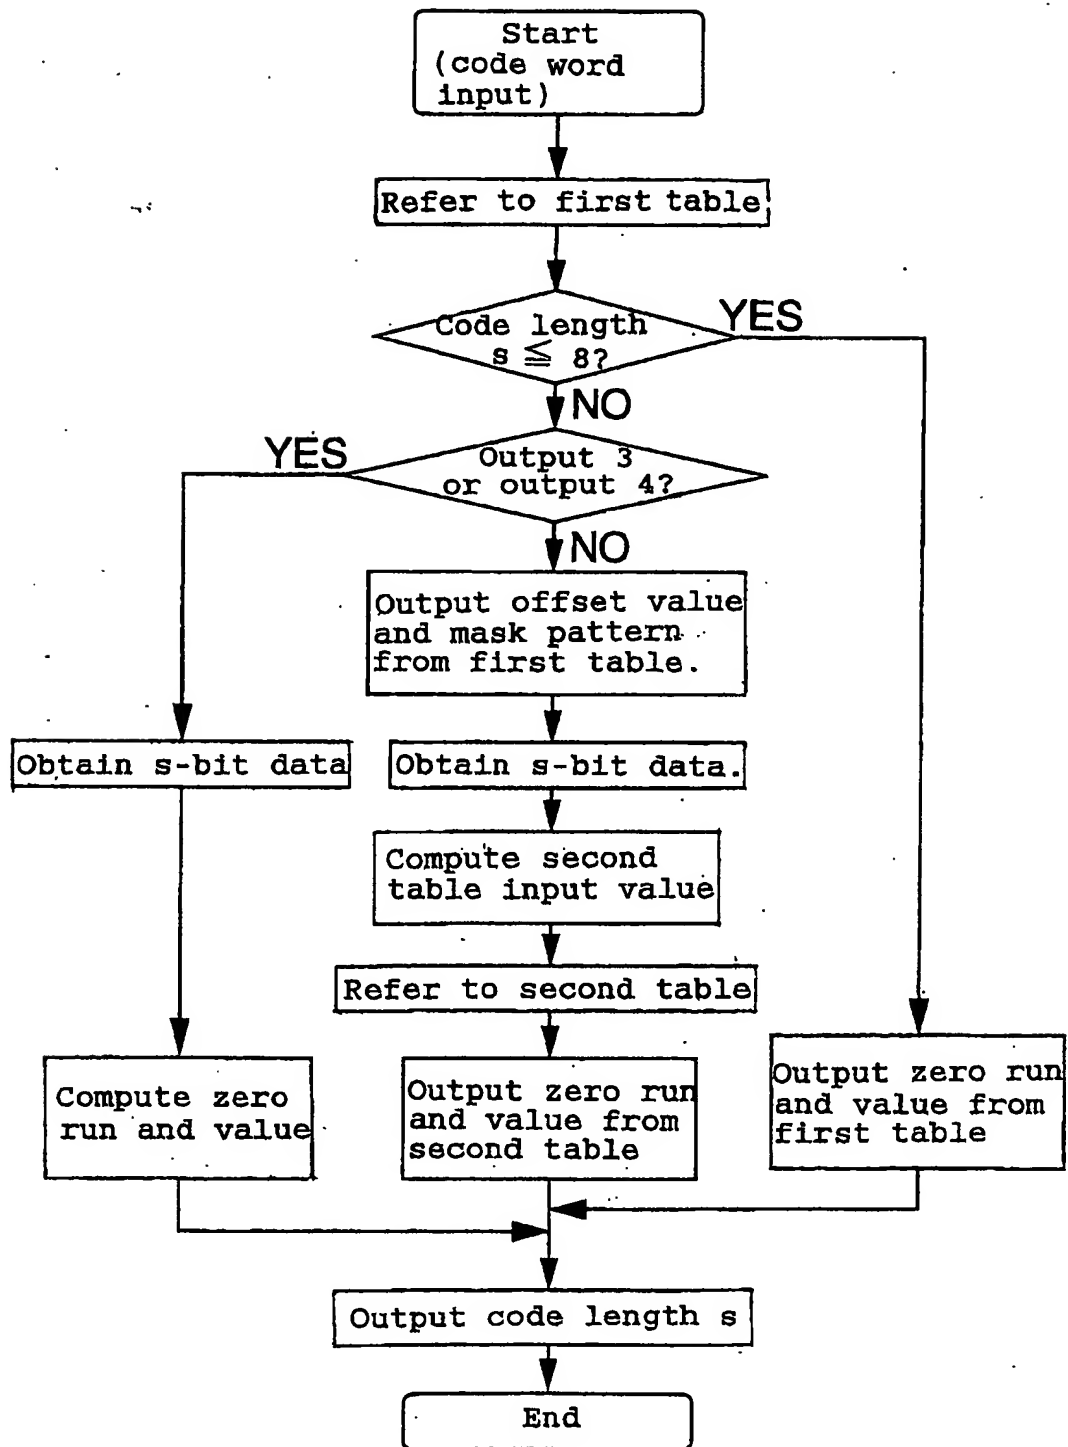 Start
(code word
input)
Refer to first table
Code length
s ≦ 8?
YES
NO
YES
Output 3
or output 4?
NO
Output offset value
and mask pattern
from first table.
Obtain s-bit data
Obtain s-bit data.
Compute second
table input value
Refer to second table
Compute zero
run and value
Output zero run
and value from
second table
Output zero run
and value from
first table
Output code length s
End